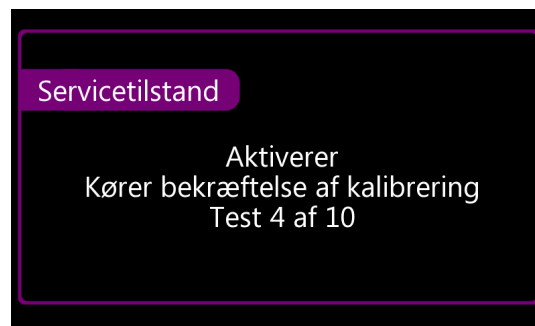 Servicetilstand
Aktiverer
Kører bekræftelse af kalibrering
Test 4 af 10